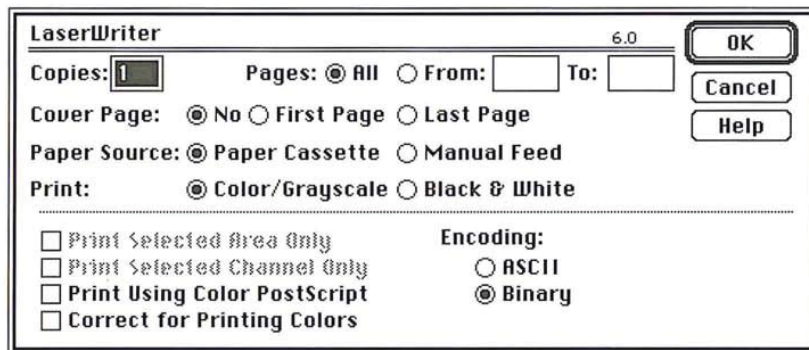 LaserWriter 6.0 OK
Copies: 1 Pages: All From: To: Cancel
Cover Page: No First Page Last Page Help
Paper Source: Paper Cassette Manual Feed
Print: Color/Grayscale Black & White
Print Selected Area Only Encoding:
Print Selected Channel Only ASCII
Print Using Color PostScript Binary
Correct for Printing Colors